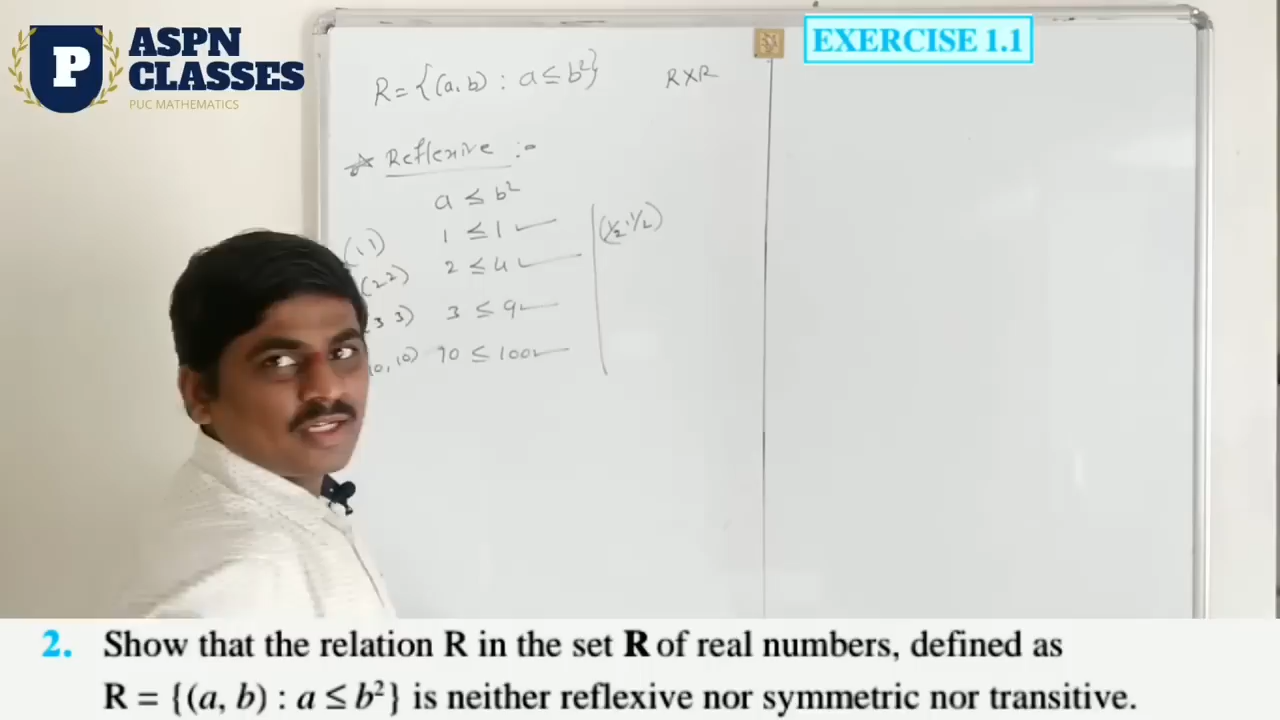 P
ASPN
CLASSES
PUC MATHEMATICS
EXERCISE 1.1
R = {(a, b) : a ≤ b²}
R×R
Reflexive :-
a ≤ b²
(1,1) 1 ≤ 1
(2 2) 2 ≤ 4
3 3) 3 ≤ 9
10, 10) 10 ≤ 100
(1/2, 1/2)
2. Show that the relation R in the set R of real numbers, defined as
R = {(a, b) : a ≤ b²} is neither reflexive nor symmetric nor transitive.